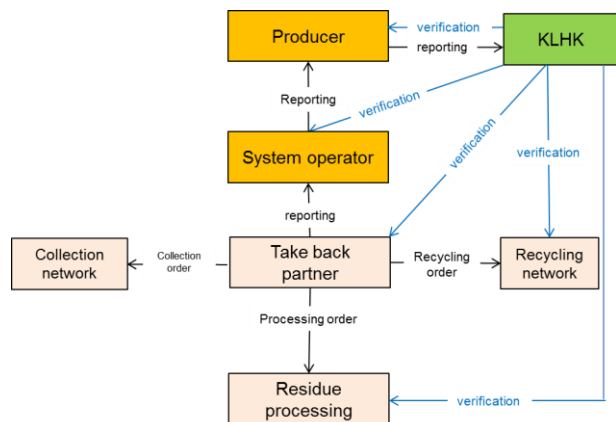 Producer
verification
reporting
KLHK
Reporting
verification
verification
verification
System operator
reporting
Collection
network
Collection
order
Take back
partner
Recycling
order
Recycling
network
Processing order
Residue
processing
verification